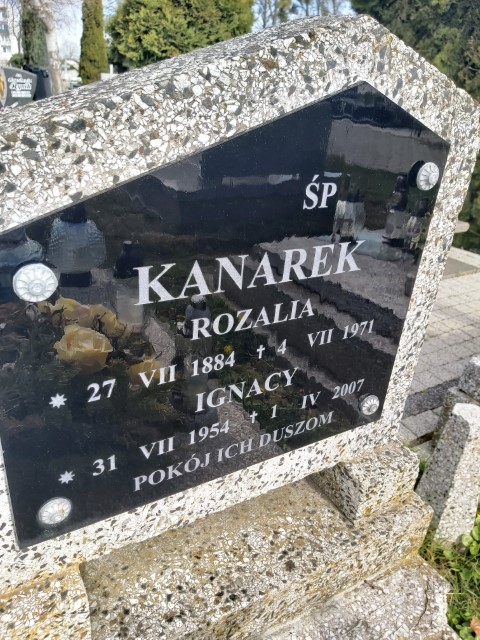 ŚP
KANAREK
ROZALIA
* 27 VII 1884 † 4 VII 1971
IGNACY
* 31 VII 1954 † 1 IV 2007
POKÓJ ICH DUSZOM